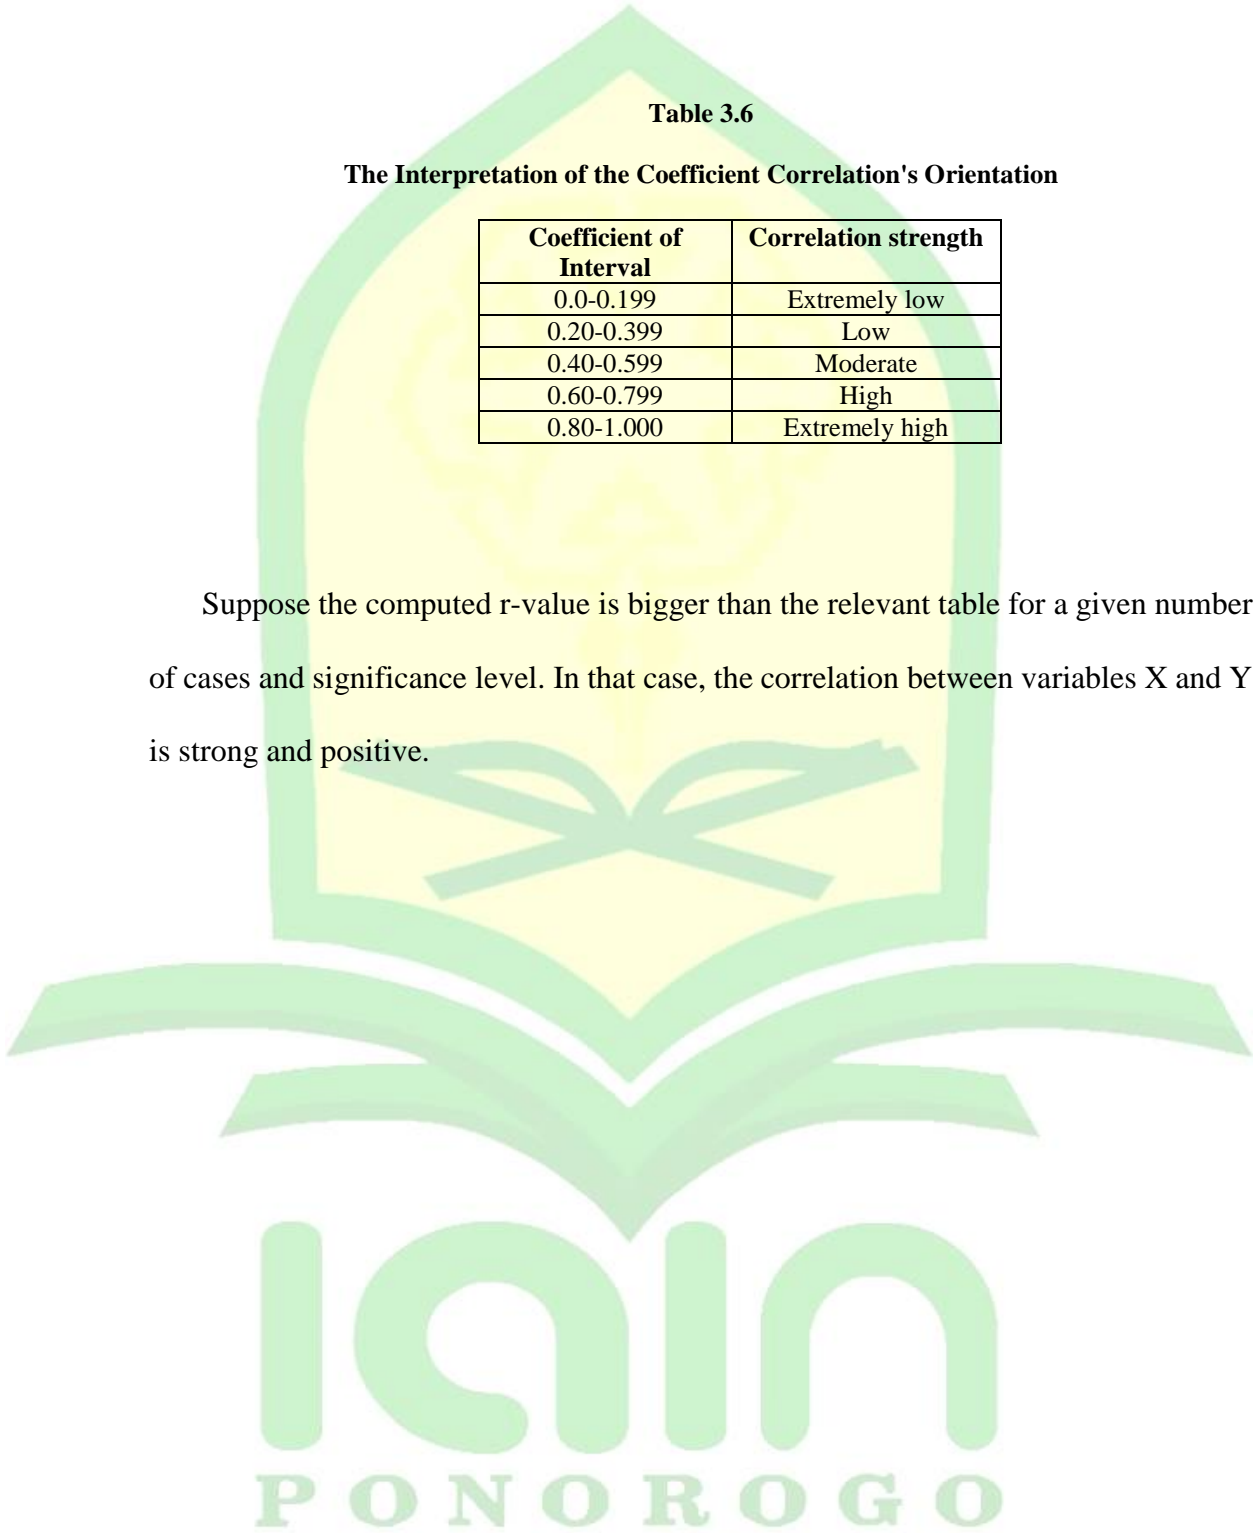 Table 3.6
The Interpretation of the Coefficient Correlation's Orientation
Coefficient of Interval Correlation strength
0.0-0.199 Extremely low
0.20-0.399 Low
0.40-0.599 Moderate
0.60-0.799 High
0.80-1.000 Extremely high
Suppose the computed r-value is bigger than the relevant table for a given number
of cases and significance level. In that case, the correlation between variables X and Y
is strong and positive.
iain
PONOROGO